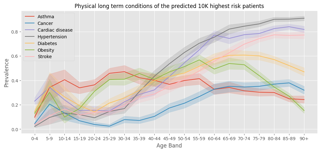 Physical long term conditions of the predicted 10K highest risk patients
Asthma
Cancer
Cardiac disease
Hypertension
Diabetes
Obesity
Stroke
Prevalence
0.8
0.6
0.4
0.2
0.0
0-4 5-9 10-14 15-19 20-24 25-29 30-34 35-39 40-44 45-49 50-54 55-59 60-64 65-69 70-74 75-79 80-84 85-89 90+
Age Band